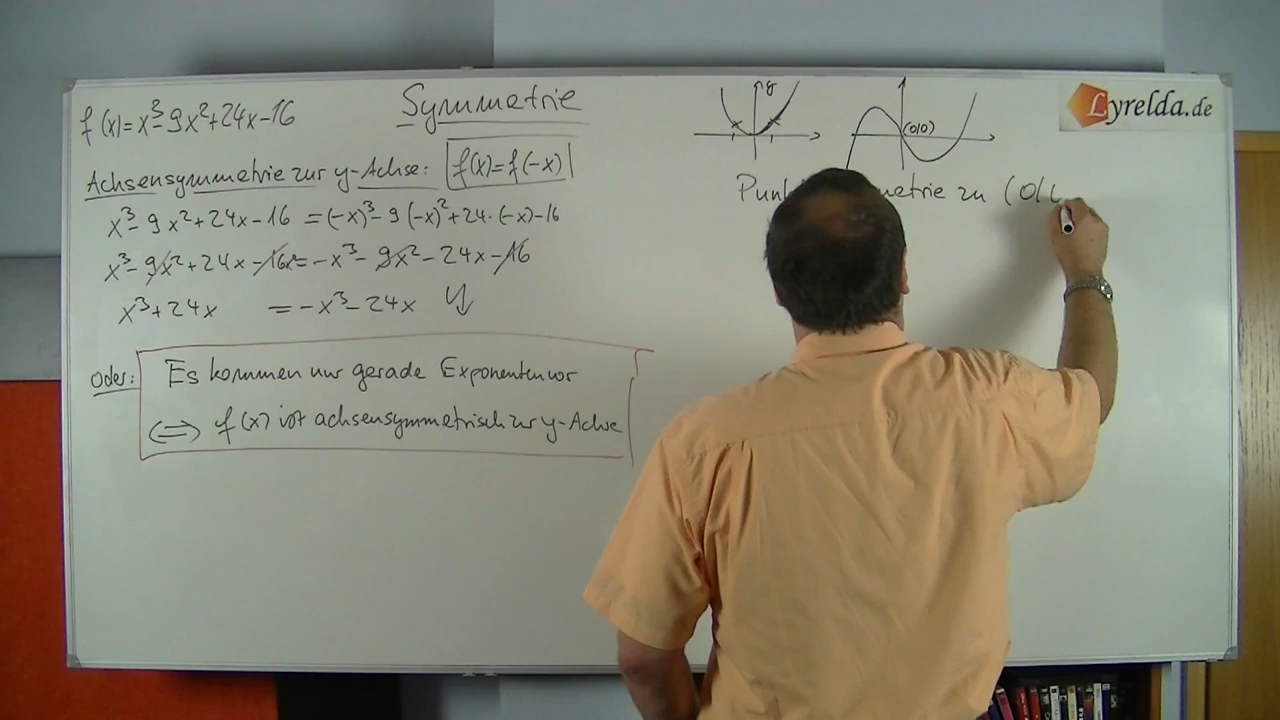 f(x)=x³-9x²+24x-16
Symmetrie
Achsensymmetrie zur y-Achse: f(x)=f(-x)
x³-9x²+24x-16 =(-x)³-9(-x)²+24·(-x)-16
x³-9x²+24x-16=-x³-9x²-24x-16
x³+24x =-x³-24x
oder: Es kommen nur gerade Exponenten vor
⇔ f(x) ist achsensymmetrisch zur y-Achse
y
(0|0)
Lyrelda.de
metrie zu (0|